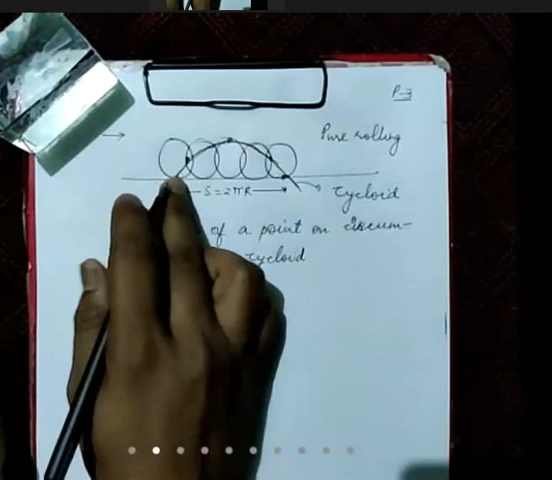 P-3
Pure rolling
S = 2πR
cycloid
of a point on circum-
cycloid